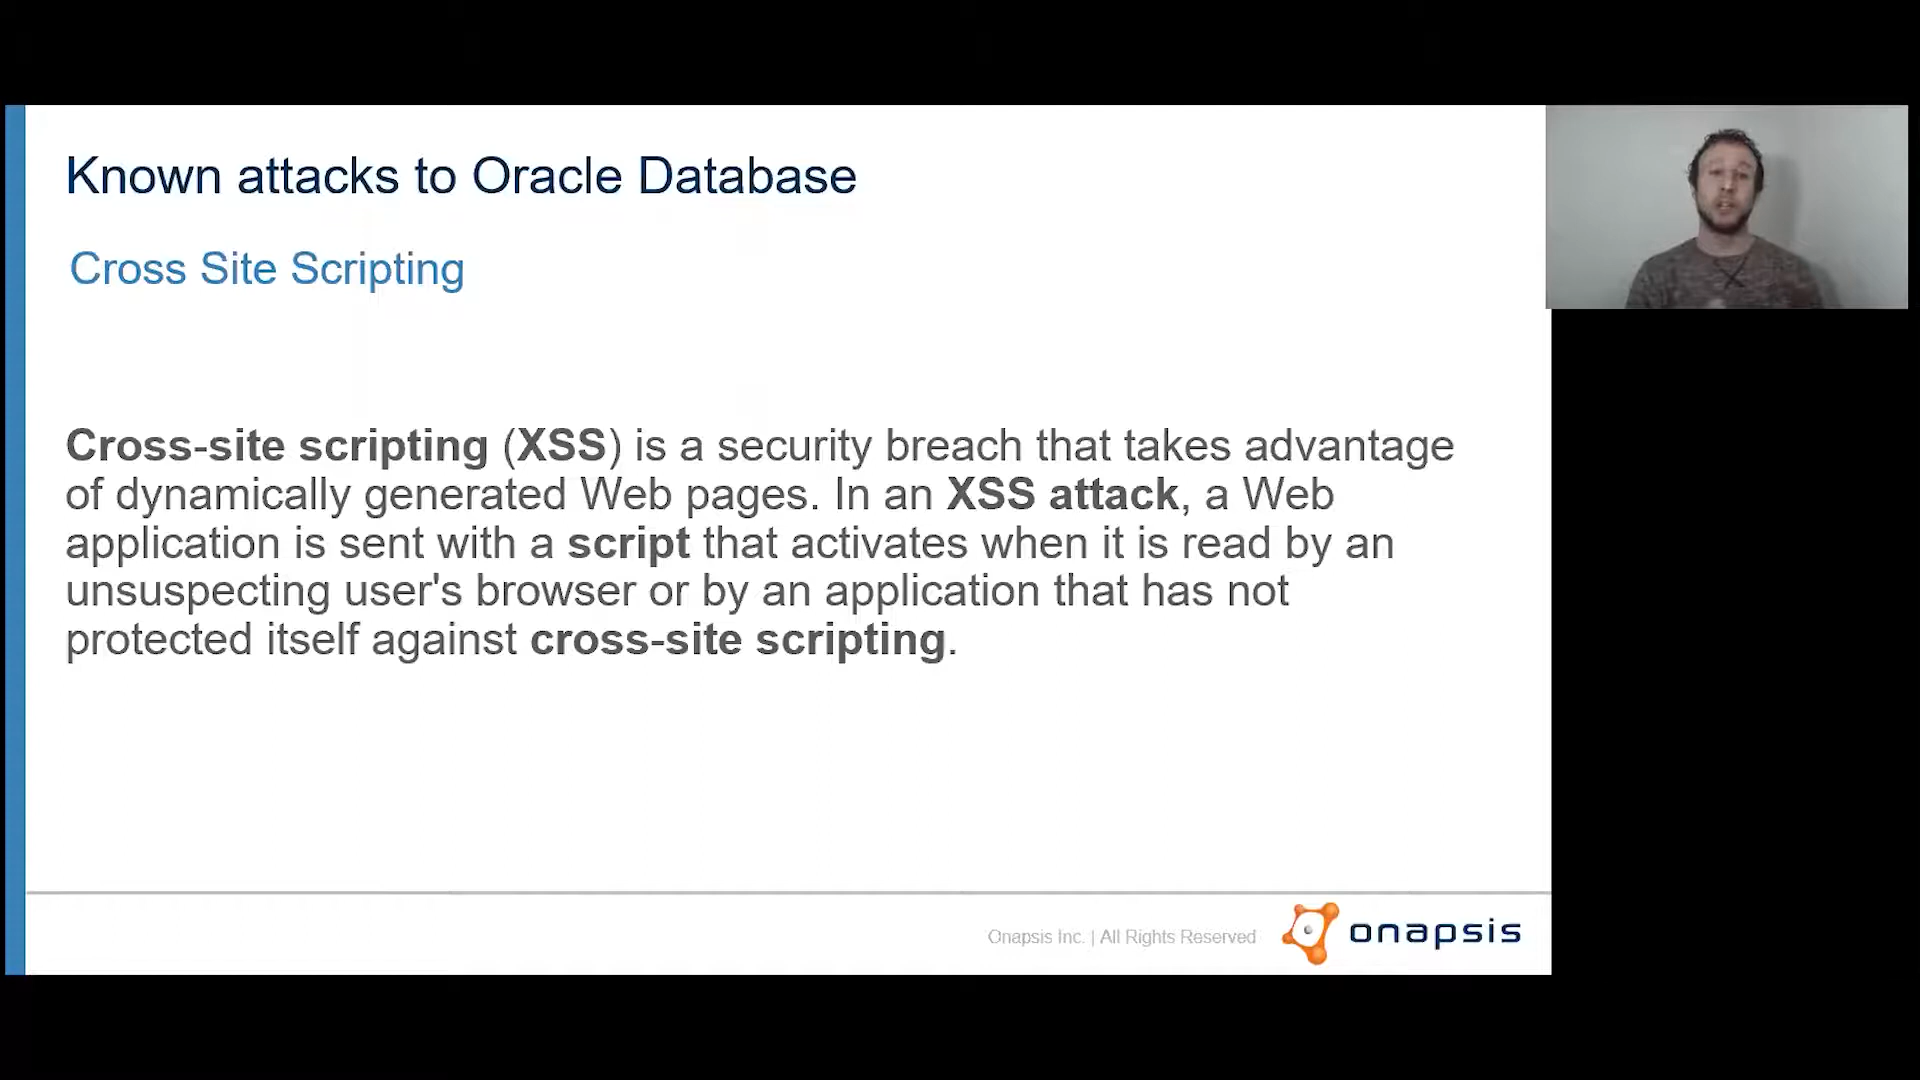 Known attacks to Oracle Database
Cross Site Scripting
Cross-site scripting (XSS) is a security breach that takes advantage
of dynamically generated Web pages. In an XSS attack, a Web
application is sent with a script that activates when it is read by an
unsuspecting user's browser or by an application that has not
protected itself against cross-site scripting.
Onapsis Inc. | All Rights Reserved
onapsis